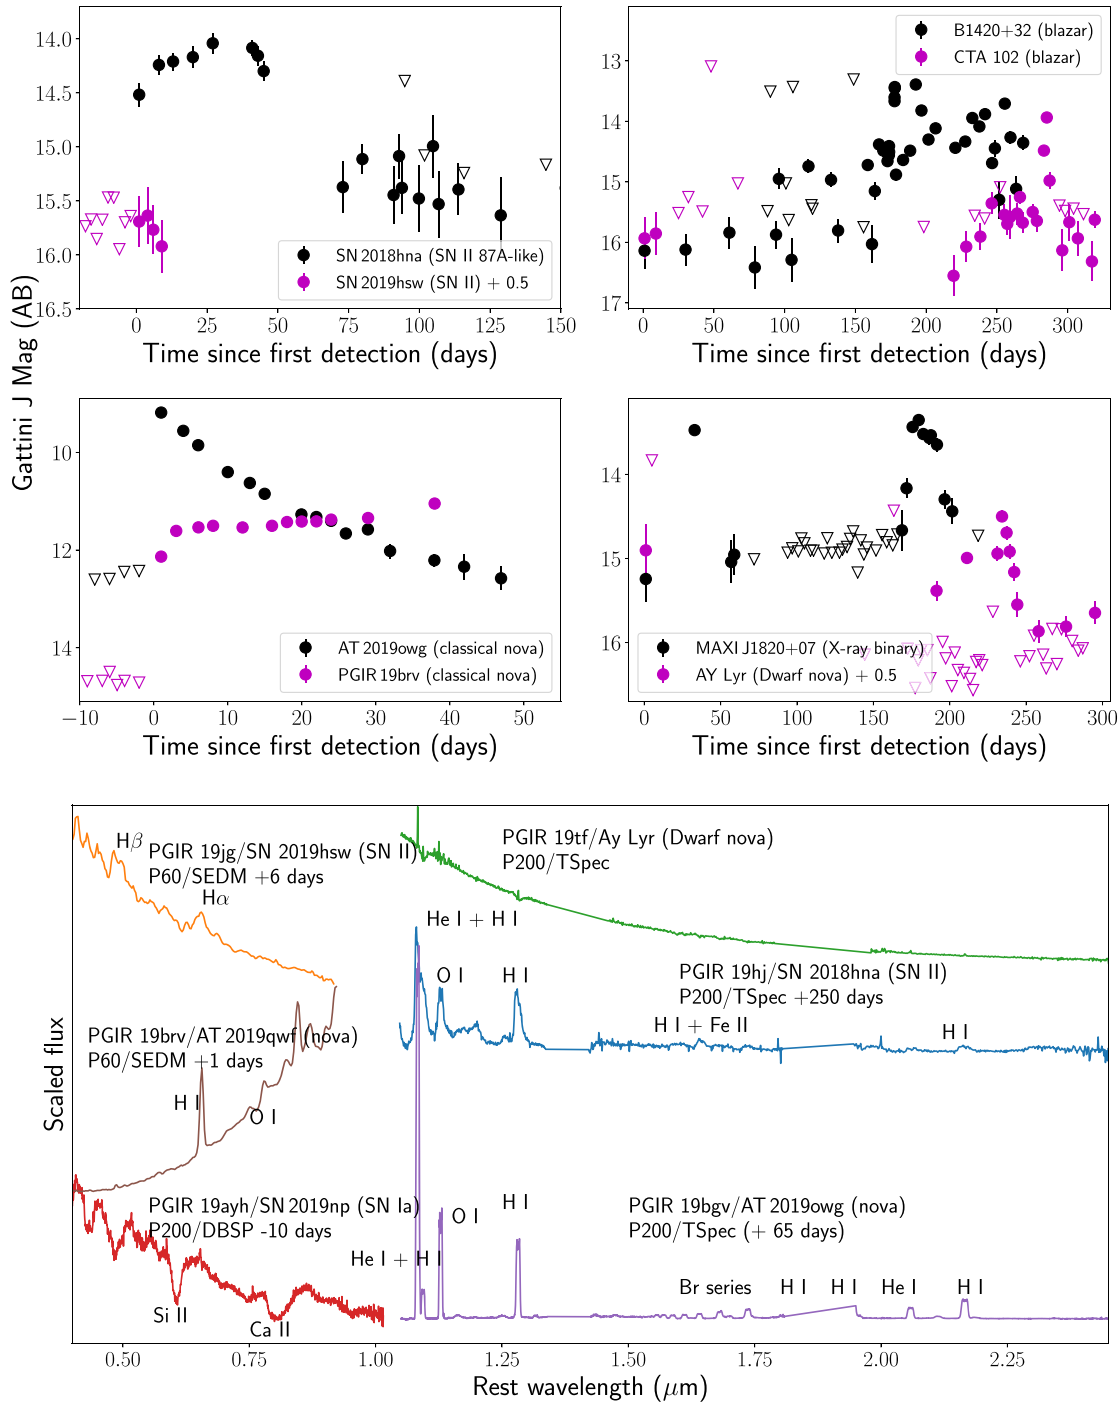 Gattini J Mag (AB)
14.0
14.5
15.0
15.5
16.0
16.5
SN 2018hna (SN II 87A-like)
SN 2019hsw (SN II) + 0.5
0
25
50
75
100
125
150
Time since first detection (days)
13
14
15
16
17
B1420+32 (blazar)
CTA 102 (blazar)
0
50
100
150
200
250
300
Time since first detection (days)
10
12
14
AT 2019owg (classical nova)
PGIR 19brv (classical nova)
−10
0
10
20
30
40
50
Time since first detection (days)
14
15
16
MAXI J1820+07 (X-ray binary)
AY Lyr (Dwarf nova) + 0.5
0
50
100
150
200
250
300
Time since first detection (days)
Scaled flux
Hβ
PGIR 19jg/SN 2019hsw (SN II)
P60/SEDM +6 days
Hα
PGIR 19tf/Ay Lyr (Dwarf nova)
P200/TSpec
He I + H I
O I
H I
PGIR 19hj/SN 2018hna (SN II)
P200/TSpec +250 days
H I + Fe II
H I
PGIR 19brv/AT 2019qwf (nova)
P60/SEDM +1 days
H I
O I
PGIR 19ayh/SN 2019np (SN Ia)
P200/DBSP -10 days
Si II
Ca II
He I + H I
O I
H I
PGIR 19bgv/AT 2019owg (nova)
P200/TSpec (+ 65 days)
Br series
H I
H I
He I
H I
0.50
0.75
1.00
1.25
1.50
1.75
2.00
2.25
Rest wavelength (μm)